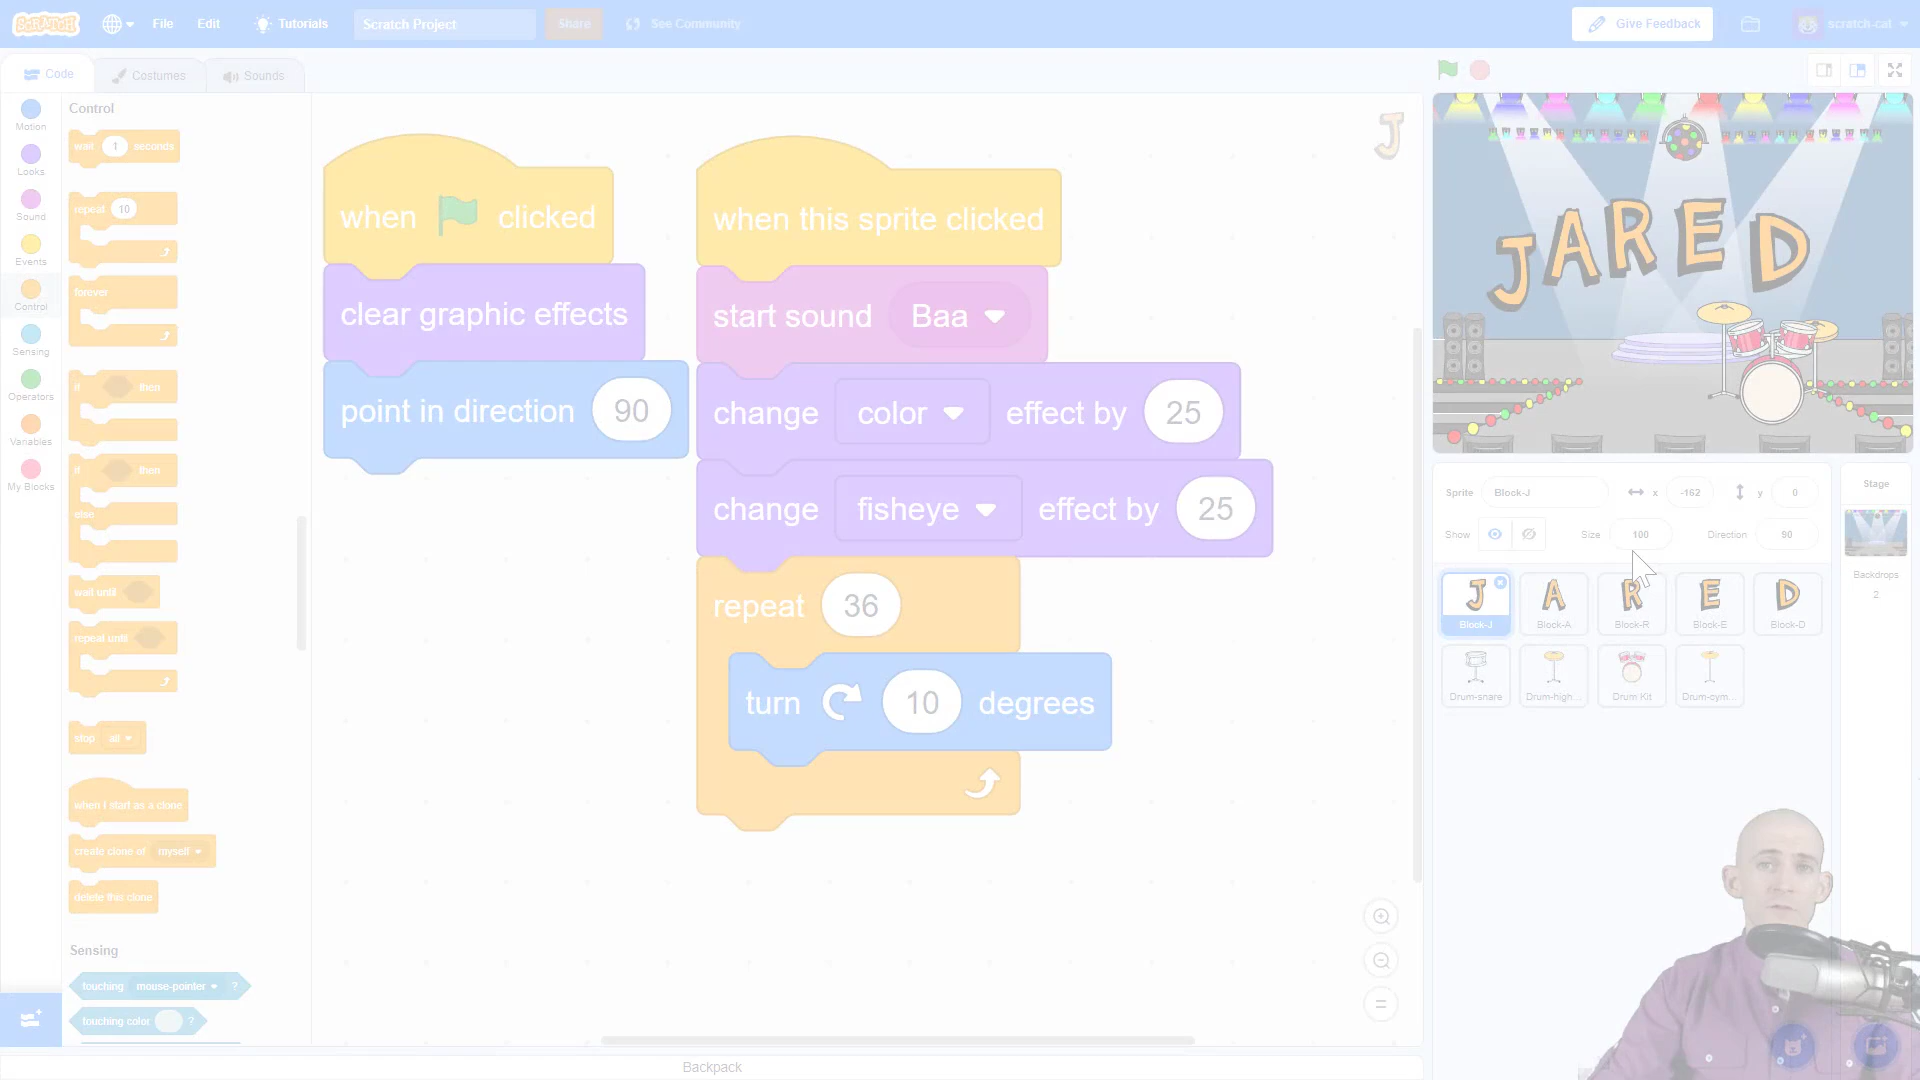 SCRATCH
File
Edit
Tutorials
Scratch Project
Share
See Community
Give Feedback
scratch-cat
Code
Costumes
Sounds
Motion
Looks
Sound
Events
Control
Sensing
Operators
Variables
My Blocks
Control
wait 1 seconds
repeat 10
forever
if then
if then
else
wait until
repeat until
stop all
when I start as a clone
create clone of myself
delete this clone
Sensing
touching mouse-pointer ?
touching color ?
when clicked
clear graphic effects
point in direction 90
when this sprite clicked
start sound Baa
change color effect by 25
change fisheye effect by 25
repeat 36
turn 10 degrees
J
Backpack
JARED
Sprite Block-J x -162 y 0
Show Size 100 Direction 90
J A R E D
Block-J Block-A Block-R Block-E Block-D
Drum-snare Drum-high... Drum Kit Drum-cym...
Stage
Backdrops
2